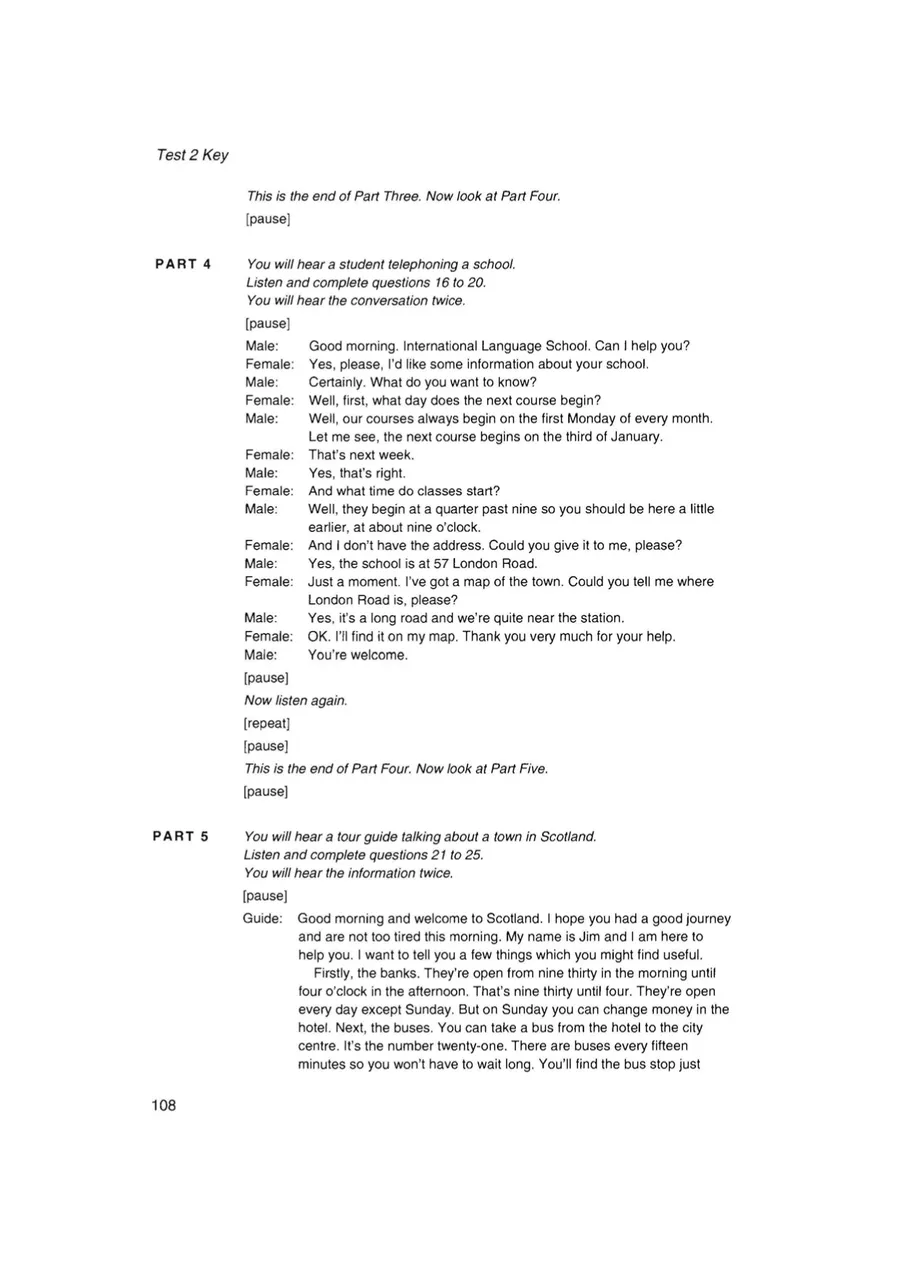 Test 2 Key
This is the end of Part Three. Now look at Part Four.
[pause]
PART 4 You will hear a student telephoning a school.
Listen and complete questions 16 to 20.
You will hear the conversation twice.
[pause]
Male: Good morning. International Language School. Can I help you?
Female: Yes, please, I'd like some information about your school.
Male: Certainly. What do you want to know?
Female: Well, first, what day does the next course begin?
Male: Well, our courses always begin on the first Monday of every month.
Let me see, the next course begins on the third of January.
Female: That's next week.
Male: Yes, that's right.
Female: And what time do classes start?
Male: Well, they begin at a quarter past nine so you should be here a little
earlier, at about nine o'clock.
Female: And I don't have the address. Could you give it to me, please?
Male: Yes, the school is at 57 London Road.
Female: Just a moment. I've got a map of the town. Could you tell me where
London Road is, please?
Male: Yes, it's a long road and we're quite near the station.
Female: OK. I'll find it on my map. Thank you very much for your help.
Male: You're welcome.
[pause]
Now listen again.
[repeat]
[pause]
This is the end of Part Four. Now look at Part Five.
[pause]
PART 5 You will hear a tour guide talking about a town in Scotland.
Listen and complete questions 21 to 25.
You will hear the information twice.
[pause]
Guide: Good morning and welcome to Scotland. I hope you had a good journey
and are not too tired this morning. My name is Jim and I am here to
help you. I want to tell you a few things which you might find useful.
Firstly, the banks. They're open from nine thirty in the morning until
four o'clock in the afternoon. That's nine thirty until four. They're open
every day except Sunday. But on Sunday you can change money in the
hotel. Next, the buses. You can take a bus from the hotel to the city
centre. It's the number twenty-one. There are buses every fifteen
minutes so you won't have to wait long. You'll find the bus stop just
108